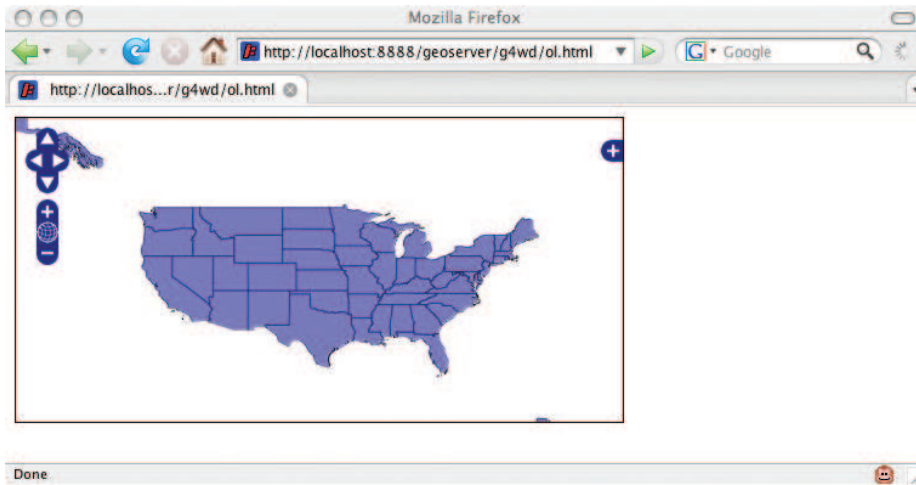 Mozilla Firefox
http://localhost:8888/geoserver/g4wd/ol.html
G Google
http://localhos...r/g4wd/ol.html
Done